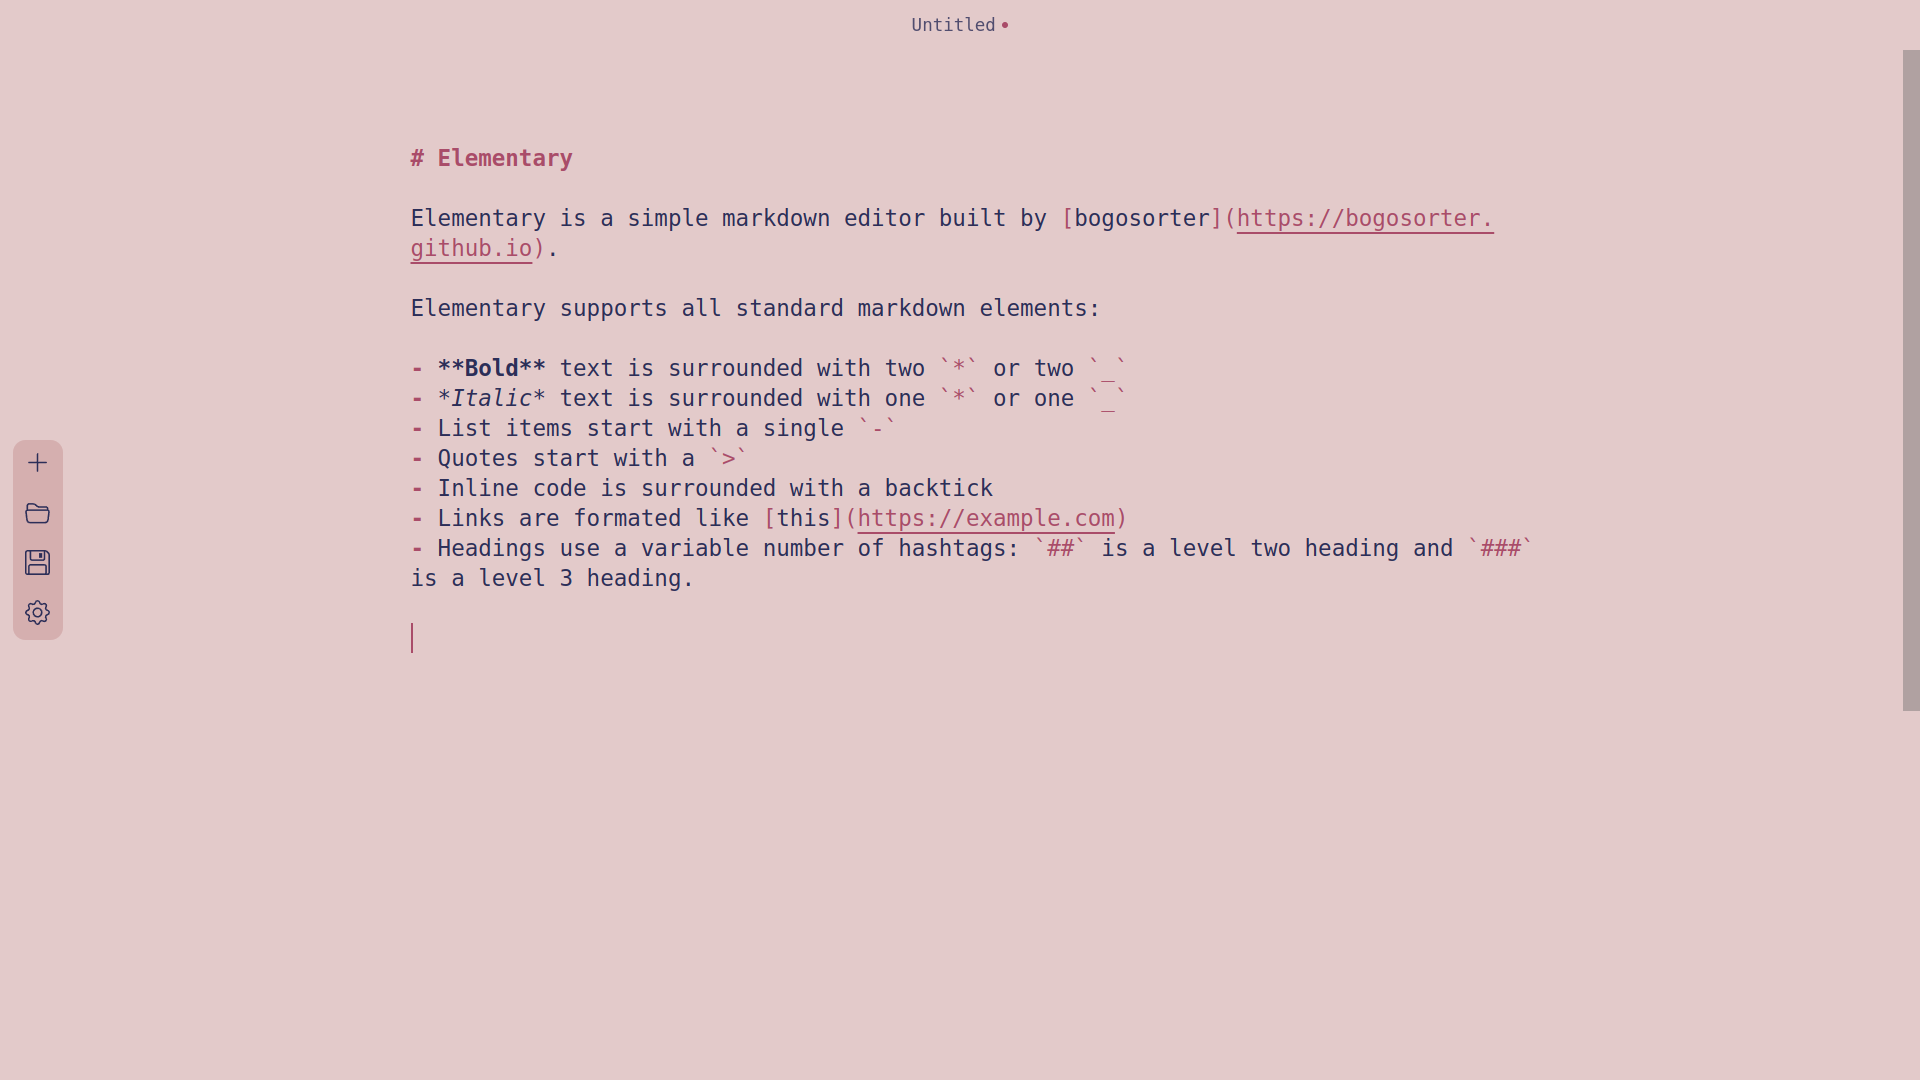 Untitled
# Elementary
Elementary is a simple markdown editor built by [bogosorter](https://bogosorter.
github.io).
Elementary supports all standard markdown elements:
- **Bold** text is surrounded with two `*` or two `_`
- *Italic* text is surrounded with one `*` or one `_`
- List items start with a single `-`
- Quotes start with a `>`
- Inline code is surrounded with a backtick
- Links are formated like [this](https://example.com)
- Headings use a variable number of hashtags: `##` is a level two heading and `###`
is a level 3 heading.